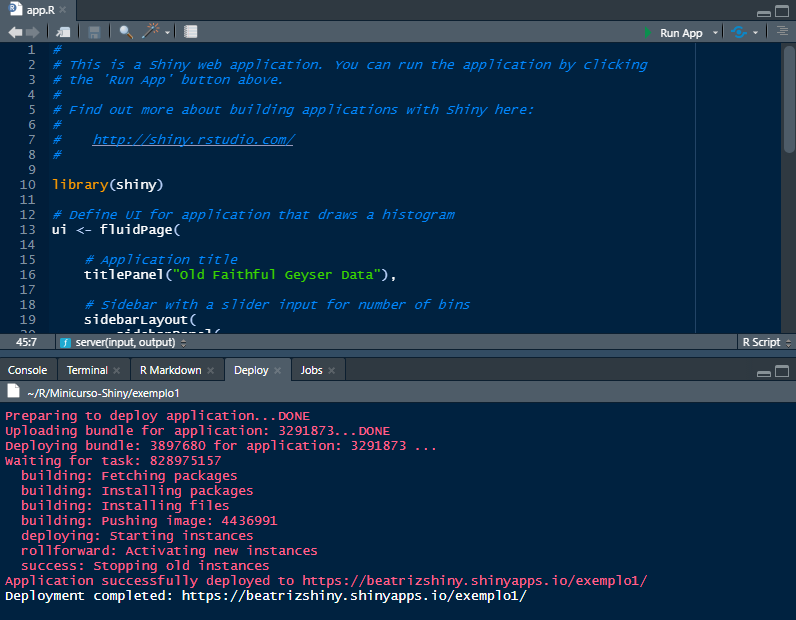 app.R
Run App
1 #
2 # This is a Shiny web application. You can run the application by clicking
3 # the 'Run App' button above.
4 #
5 # Find out more about building applications with Shiny here:
6 #
7 #    http://shiny.rstudio.com/
8 #
9
10 library(shiny)
11
12 # Define UI for application that draws a histogram
13 ui <- fluidPage(
14
15     # Application title
16     titlePanel("Old Faithful Geyser Data"),
17
18     # Sidebar with a slider input for number of bins
19     sidebarLayout(
20         sidebarPanel(
45:7 server(input, output) R Script
Console Terminal R Markdown Deploy Jobs
~/R/Minicurso-Shiny/exemplo1
Preparing to deploy application...DONE
Uploading bundle for application: 3291873...DONE
Deploying bundle: 3897680 for application: 3291873 ...
Waiting for task: 828975157
  building: Fetching packages
  building: Installing packages
  building: Installing files
  building: Pushing image: 4436991
  deploying: Starting instances
  rollforward: Activating new instances
  success: Stopping old instances
Application successfully deployed to https://beatrizshiny.shinyapps.io/exemplo1/
Deployment completed: https://beatrizshiny.shinyapps.io/exemplo1/